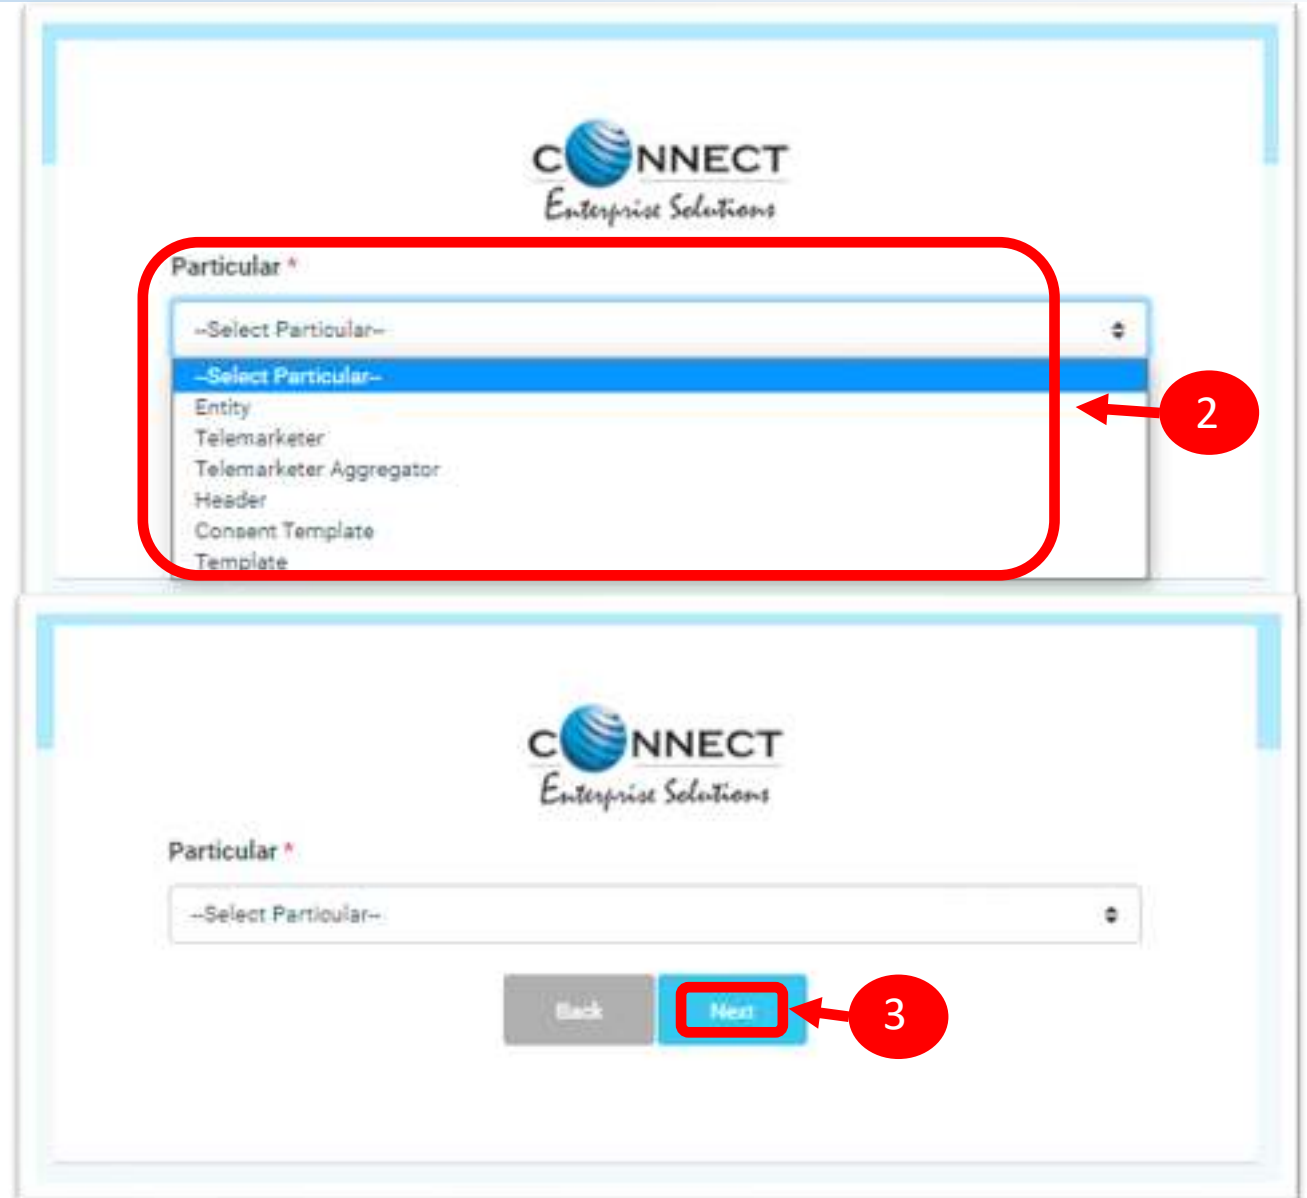 CONNECT
Enterprise Solutions
Particular *
--Select Particular--
--Select Particular--
Entity
Telemarketer
Telemarketer Aggregator
Header
Consent Template
Template
2
CONNECT
Enterprise Solutions
Particular *
--Select Particular--
Back Next
3